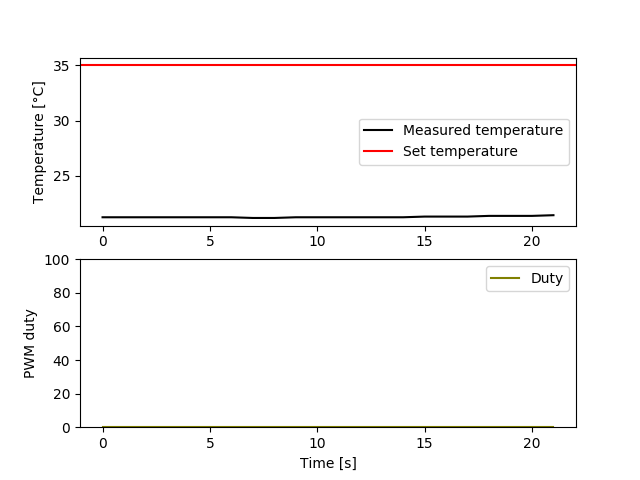 35
30
25
Temperature [°C]
Measured temperature
Set temperature
0 5 10 15 20
100
80
60
40
20
0
PWM duty
Duty
0 5 10 15 20
Time [s]